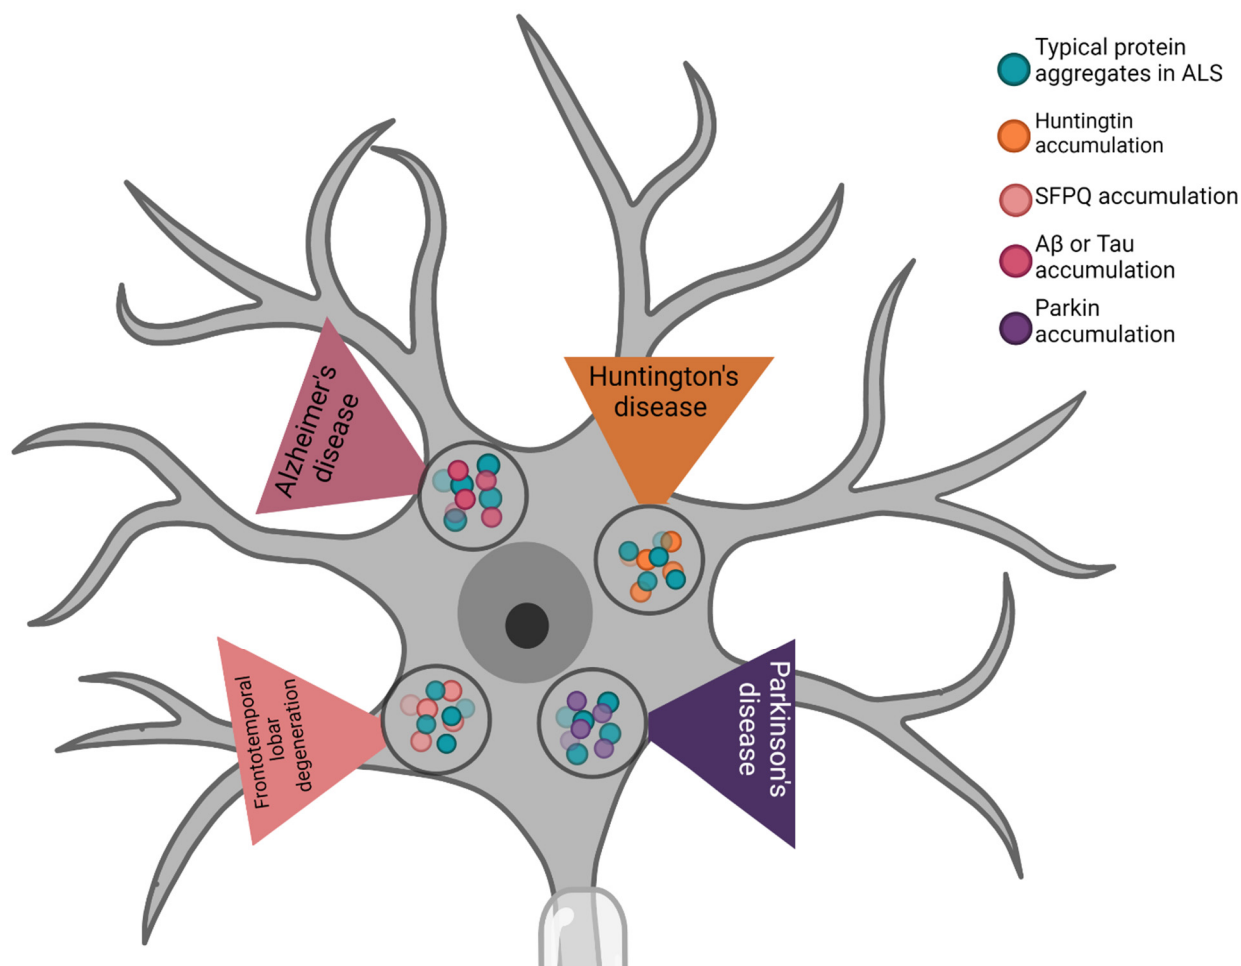 Typical protein
aggregates in ALS
Huntingtin
accumulation
SFPQ accumulation
Aβ or Tau
accumulation
Parkin
accumulation
Alzheimer's
disease
Huntington's
disease
Frontotemporal
lobar
degeneration
Parkinson's
disease